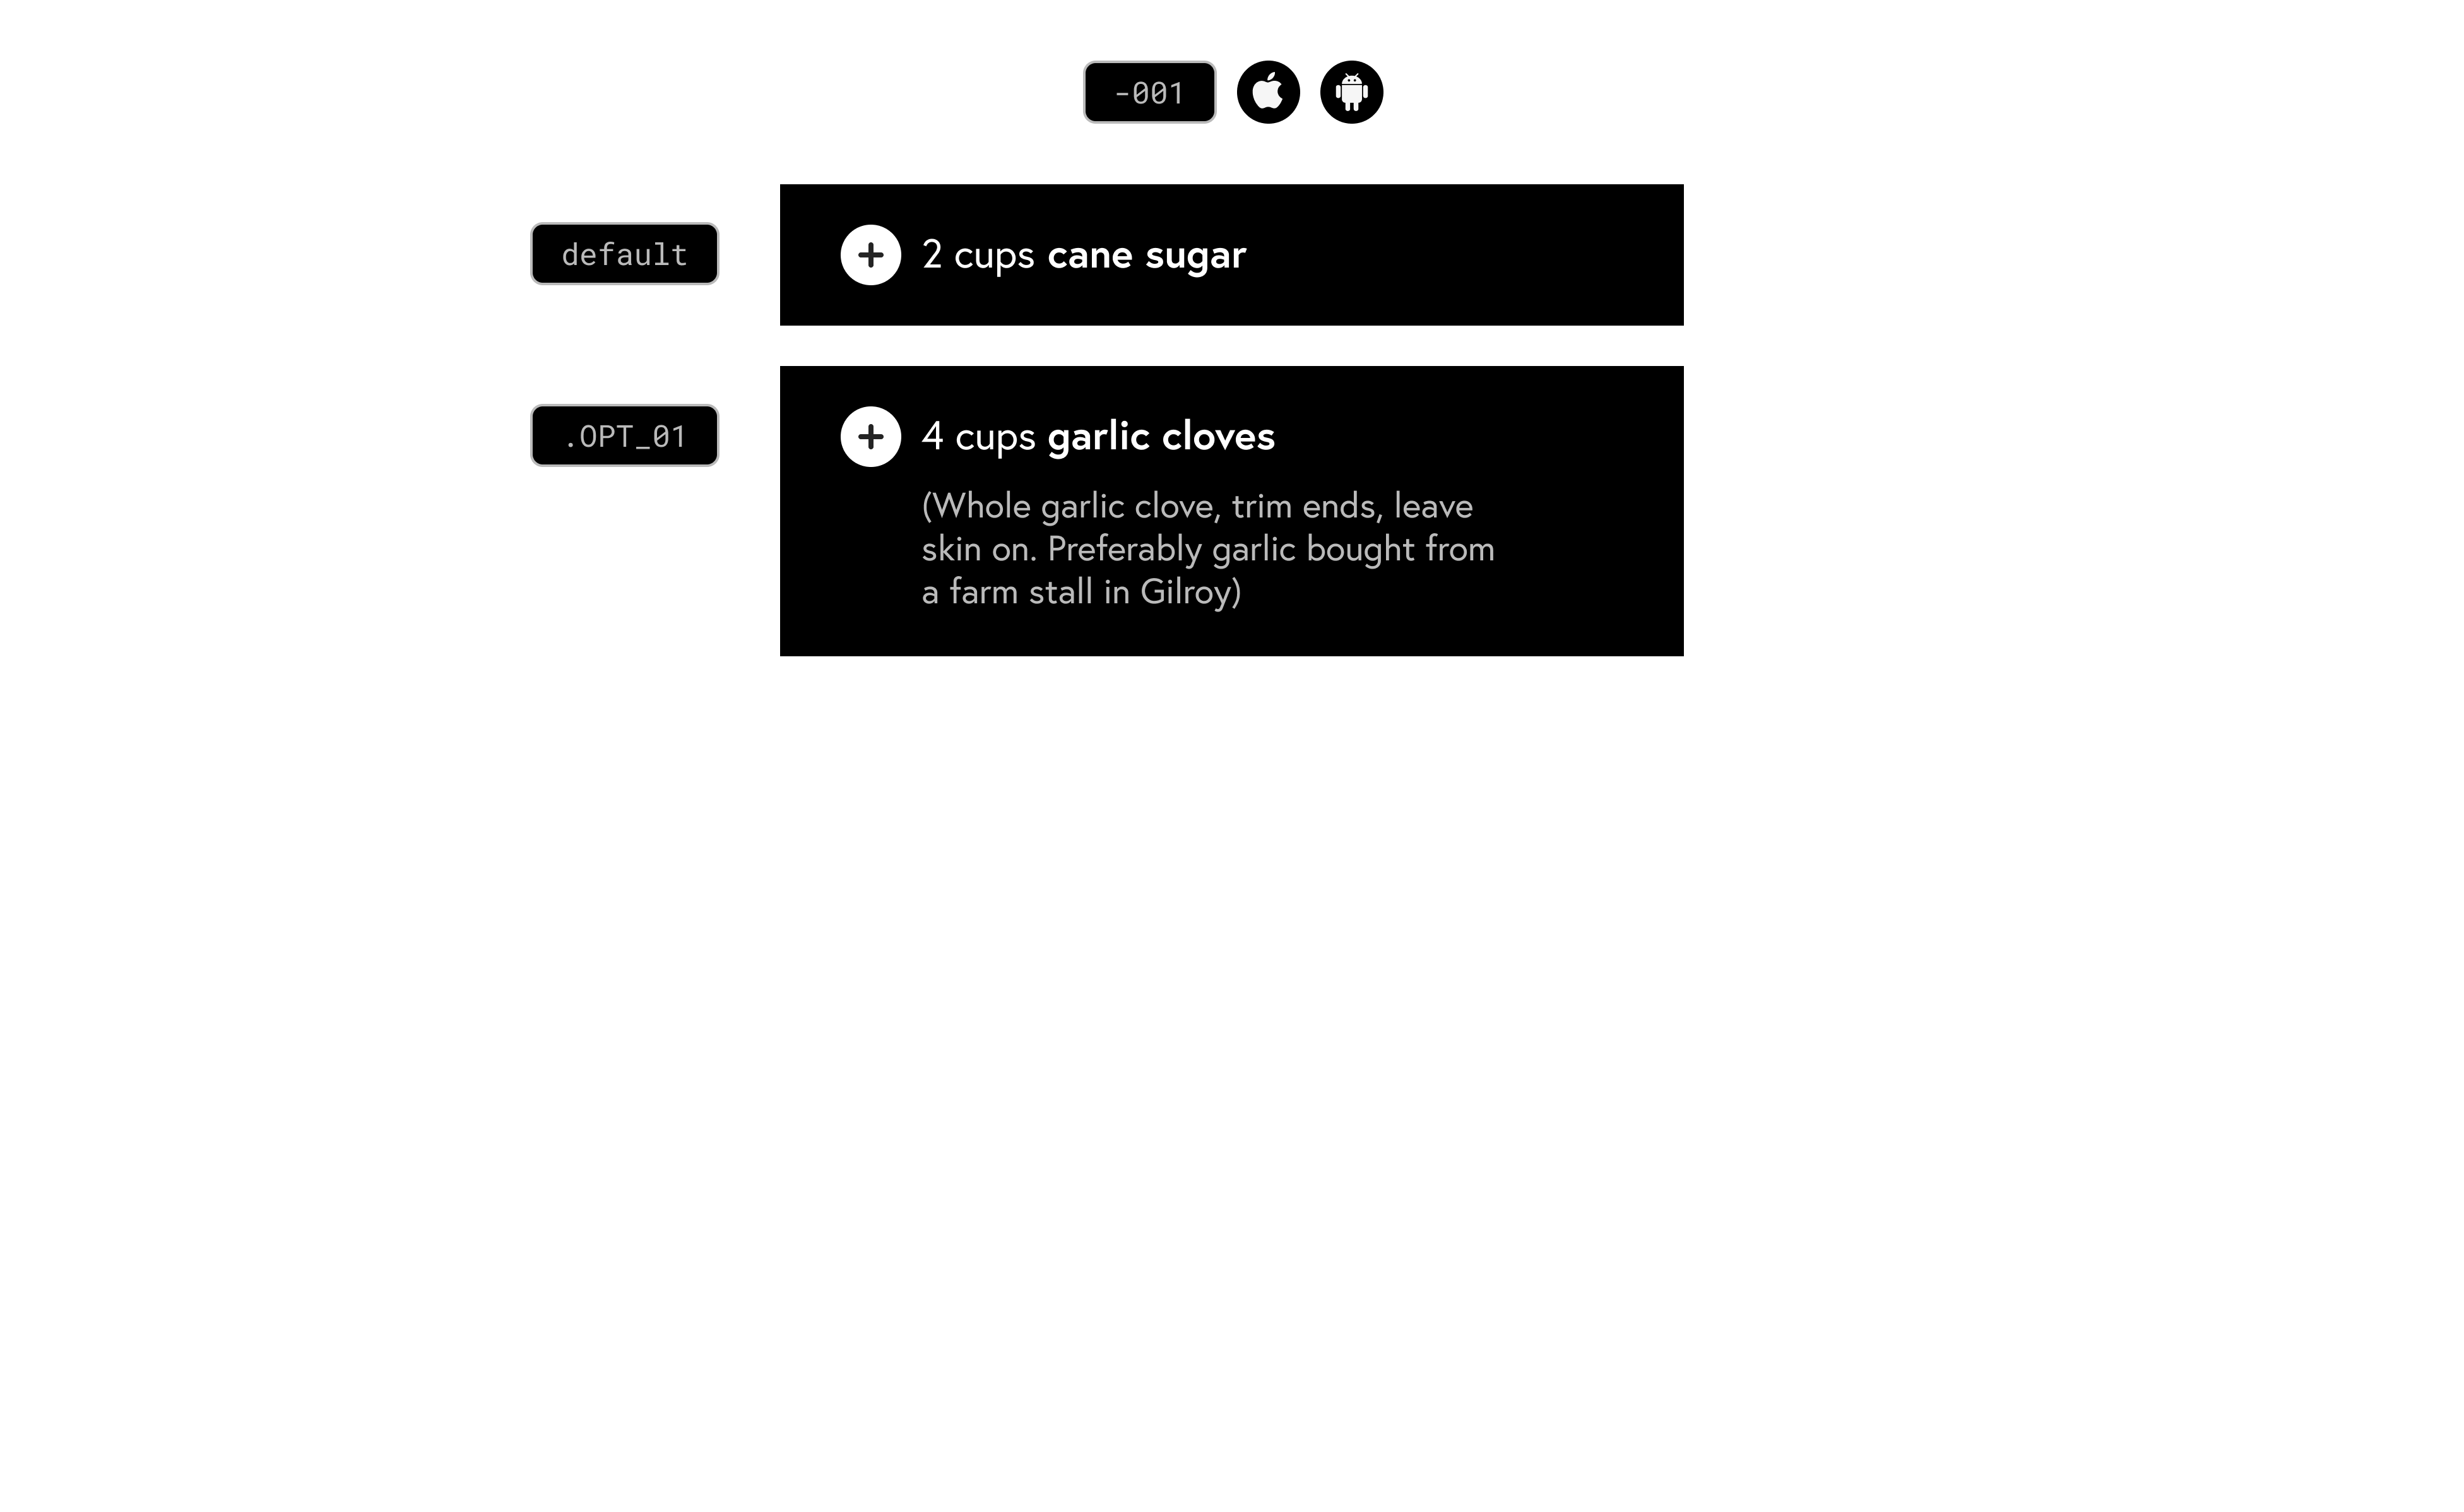 -001
default
2 cups cane sugar
.OPT_01
4 cups garlic cloves
(Whole garlic clove, trim ends, leave
skin on. Preferably garlic bought from
a farm stall in Gilroy)